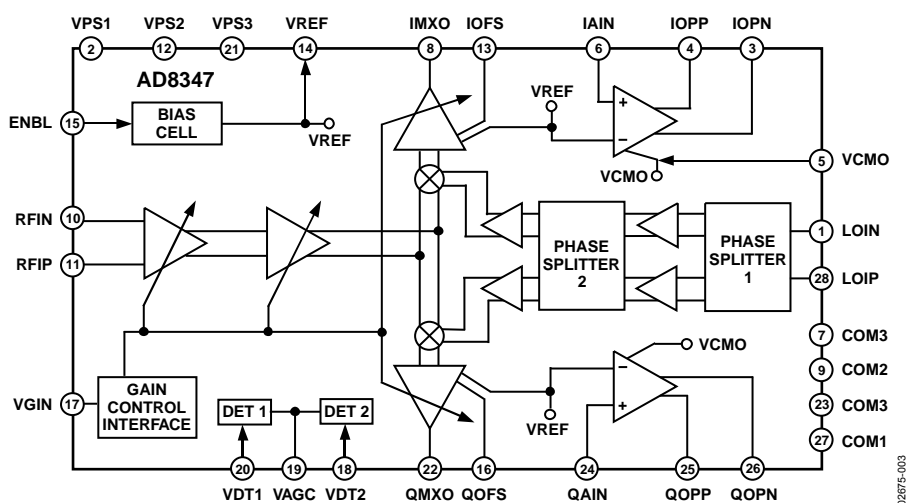 VPS1 VPS2 VPS3 VREF IMXO IOFS IAIN IOPP IOPN
2 12 21 14 8 13 6 4 3
AD8347
ENBL 15
BIAS
CELL
VREF
VREF
+
−
VCMO
5 VCMO
RFIN 10
RFIP 11
PHASE
SPLITTER
2
PHASE
SPLITTER
1
1 LOIN
28 LOIP
7 COM3
9 COM2
23 COM3
27 COM1
VCMO
−
+
VREF
VGIN 17
GAIN
CONTROL
INTERFACE
DET 1
DET 2
20 19 18 22 16 24 25 26
VDT1 VAGC VDT2 QMXO QOFS QAIN QOPP QOPN
02675-003